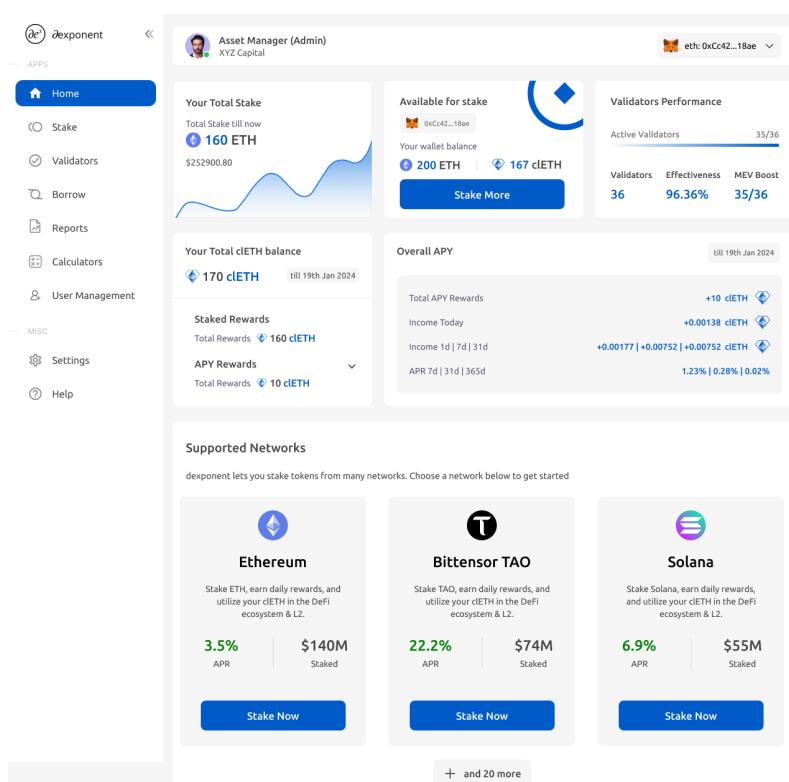 ∂e^x ∂exponent
APPS
Home
Stake
Validators
Borrow
Reports
Calculators
User Management
MISC
Settings
Help
Asset Manager (Admin)
XYZ Capital
eth: 0xCc42...18ae
Your Total Stake
Total Stake till now
160 ETH
$252900.80
Available for stake
0xCc42...18ae
Your wallet balance
200 ETH 167 clETH
Stake More
Validators Performance
Active Validators 35/36
Validators Effectiveness MEV Boost
36 96.36% 35/36
Your Total clETH balance
170 clETH till 19th Jan 2024
Staked Rewards
Total Rewards 160 clETH
APY Rewards
Total Rewards 10 clETH
Overall APY
till 19th Jan 2024
Total APY Rewards +10 clETH
Income Today +0.00138 clETH
Income 1d | 7d | 31d +0.00177 | +0.00752 | +0.00752 clETH
APR 7d | 31d | 365d 1.23% | 0.28% | 0.02%
Supported Networks
dexponent lets you stake tokens from many networks. Choose a network below to get started
Ethereum
Stake ETH, earn daily rewards, and
utilize your clETH in the DeFi
ecosystem & L2.
3.5% $140M
APR Staked
Stake Now
Bittensor TAO
Stake TAO, earn daily rewards, and
utilize your clETH in the DeFi
ecosystem & L2.
22.2% $74M
APR Staked
Stake Now
Solana
Stake Solana, earn daily rewards,
and utilize your clETH in the DeFi
ecosystem & L2.
6.9% $55M
APR Staked
Stake Now
+ and 20 more